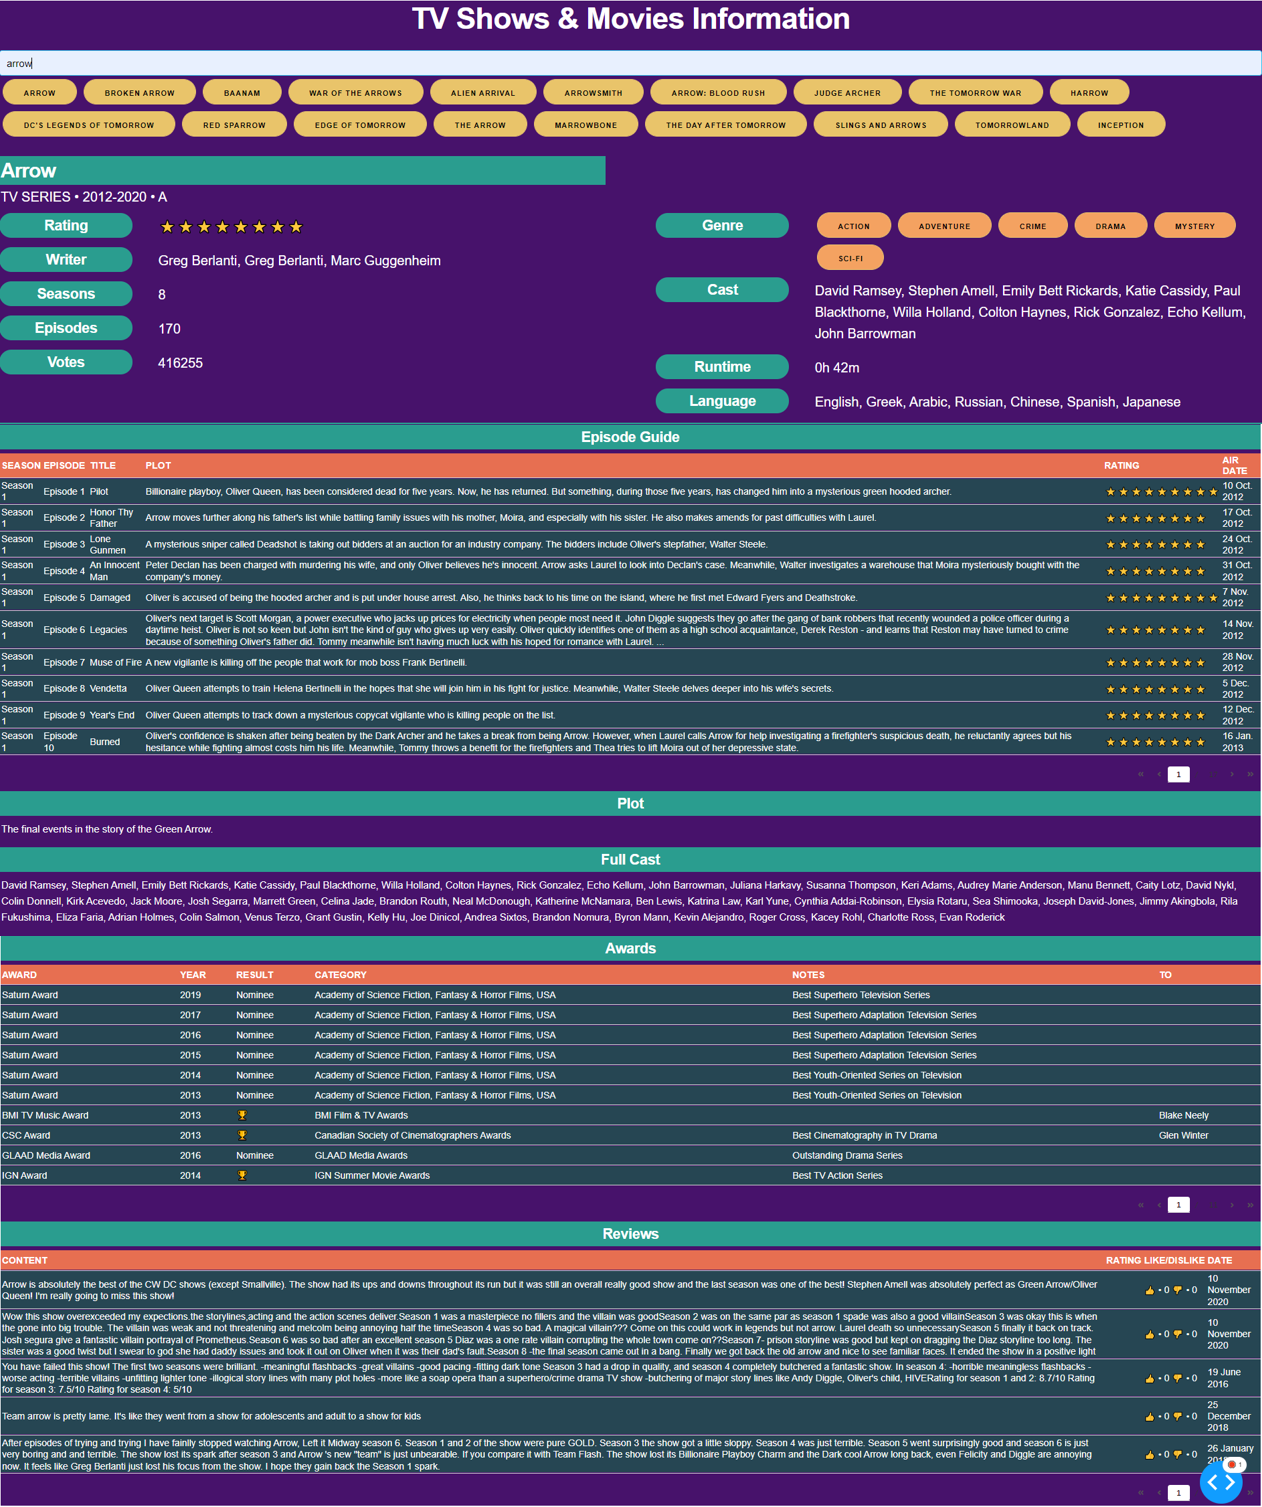 TV Shows & Movies Information
arrow
ARROW BROKEN ARROW BAANAM WAR OF THE ARROWS ALIEN ARRIVAL ARROWSMITH ARROW: BLOOD RUSH JUDGE ARCHER THE TOMORROW WAR HARROW
DC'S LEGENDS OF TOMORROW RED SPARROW EDGE OF TOMORROW THE ARROW MARROWBONE THE DAY AFTER TOMORROW SLINGS AND ARROWS TOMORROWLAND INCEPTION
Arrow
TV SERIES • 2012-2020 • A
Rating
Writer Greg Berlanti, Greg Berlanti, Marc Guggenheim
Seasons 8
Episodes 170
Votes 416255
Genre ACTION ADVENTURE CRIME DRAMA MYSTERY
SCI-FI
Cast David Ramsey, Stephen Amell, Emily Bett Rickards, Katie Cassidy, Paul
Blackthorne, Willa Holland, Colton Haynes, Rick Gonzalez, Echo Kellum,
John Barrowman
Runtime 0h 42m
Language English, Greek, Arabic, Russian, Chinese, Spanish, Japanese
Episode Guide
SEASON EPISODE TITLE PLOT RATING AIR DATE
Season 1 Episode 1 Pilot Billionaire playboy, Oliver Queen, has been considered dead for five years. Now, he has returned. But something, during those five years, has changed him into a mysterious green hooded archer. 10 Oct. 2012
Season 1 Episode 2 Honor Thy Father Arrow moves further along his father's list while battling family issues with his mother, Moira, and especially with his sister. He also makes amends for past difficulties with Laurel. 17 Oct. 2012
Season 1 Episode 3 Lone Gunmen A mysterious sniper called Deadshot is taking out bidders at an auction for an industry company. The bidders include Oliver's stepfather, Walter Steele. 24 Oct. 2012
Season 1 Episode 4 An Innocent Man Peter Declan has been charged with murdering his wife, and only Oliver believes he's innocent. Arrow asks Laurel to look into Declan's case. Meanwhile, Walter investigates a warehouse that Moira mysteriously bought with the
company's money. 31 Oct. 2012
Season 1 Episode 5 Damaged Oliver is accused of being the hooded archer and is put under house arrest. Also, he thinks back to his time on the island, where he first met Edward Fyers and Deathstroke. 7 Nov. 2012
Season 1 Episode 6 Legacies Oliver's next target is Scott Morgan, a power executive who jacks up prices for electricity when people most need it. John Diggle suggests they go after the gang of bank robbers that recently wounded a police officer during a
daytime heist. Oliver is not so keen but John isn't the kind of guy who gives up very easily. Oliver quickly identifies one of them as a high school acquaintance, Derek Reston - and learns that Reston may have turned to crime
because of something Oliver's father did. Tommy meanwhile isn't having much luck with his hoped for romance with Laurel. ... 14 Nov. 2012
Season 1 Episode 7 Muse of Fire A new vigilante is killing off the people that work for mob boss Frank Bertinelli. 28 Nov. 2012
Season 1 Episode 8 Vendetta Oliver Queen attempts to train Helena Bertinelli in the hopes that she will join him in his fight for justice. Meanwhile, Walter Steele delves deeper into his wife's secrets. 5 Dec. 2012
Season 1 Episode 9 Year's End Oliver Queen attempts to track down a mysterious copycat vigilante who is killing people on the list. 12 Dec. 2012
Season 1 Episode 10 Burned Oliver's confidence is shaken after being beaten by the Dark Archer and he takes a break from being Arrow. However, when Laurel calls Arrow for help investigating a firefighter's suspicious death, he reluctantly agrees but his
hesitance while fighting almost costs him his life. Meanwhile, Tommy throws a benefit for the firefighters and Thea tries to lift Moira out of her depressive state. 16 Jan. 2013
« ‹ 1 › »
Plot
The final events in the story of the Green Arrow.
Full Cast
David Ramsey, Stephen Amell, Emily Bett Rickards, Katie Cassidy, Paul Blackthorne, Willa Holland, Colton Haynes, Rick Gonzalez, Echo Kellum, John Barrowman, Juliana Harkavy, Susanna Thompson, Keri Adams, Audrey Marie Anderson, Manu Bennett, Caity Lotz, David Nykl,
Colin Donnell, Kirk Acevedo, Jack Moore, Josh Segarra, Marrett Green, Celina Jade, Brandon Routh, Neal McDonough, Katherine McNamara, Ben Lewis, Katrina Law, Karl Yune, Cynthia Addai-Robinson, Elysia Rotaru, Sea Shimooka, Joseph David-Jones, Jimmy Akingbola, Rila
Fukushima, Eliza Faria, Adrian Holmes, Colin Salmon, Venus Terzo, Grant Gustin, Kelly Hu, Joe Dinicol, Andrea Sixtos, Brandon Nomura, Byron Mann, Kevin Alejandro, Roger Cross, Kacey Rohl, Charlotte Ross, Evan Roderick
Awards
AWARD YEAR RESULT CATEGORY NOTES TO
Saturn Award 2019 Nominee Academy of Science Fiction, Fantasy & Horror Films, USA Best Superhero Television Series
Saturn Award 2017 Nominee Academy of Science Fiction, Fantasy & Horror Films, USA Best Superhero Adaptation Television Series
Saturn Award 2016 Nominee Academy of Science Fiction, Fantasy & Horror Films, USA Best Superhero Adaptation Television Series
Saturn Award 2015 Nominee Academy of Science Fiction, Fantasy & Horror Films, USA Best Superhero Adaptation Television Series
Saturn Award 2014 Nominee Academy of Science Fiction, Fantasy & Horror Films, USA Best Youth-Oriented Series on Television
Saturn Award 2013 Nominee Academy of Science Fiction, Fantasy & Horror Films, USA Best Youth-Oriented Series on Television
BMI TV Music Award 2013 BMI Film & TV Awards Blake Neely
CSC Award 2013 Canadian Society of Cinematographers Awards Best Cinematography in TV Drama Glen Winter
GLAAD Media Award 2016 Nominee GLAAD Media Awards Outstanding Drama Series
IGN Award 2014 IGN Summer Movie Awards Best TV Action Series
« ‹ 1 › »
Reviews
CONTENT RATING LIKE/DISLIKE DATE
Arrow is absolutely the best of the CW DC shows (except Smallville). The show had its ups and downs throughout its run but it was still an overall really good show and the last season was one of the best! Stephen Amell was absolutely perfect as Green Arrow/Oliver
Queen! I'm really going to miss this show! • 0 • 0 10 November 2020
Wow this show overexceeded my expections.the storylines,acting and the action scenes deliver.Season 1 was a masterpiece no fillers and the villain was goodSeason 2 was on the same par as season 1 spade was also a good villainSeason 3 was okay this is when
the gone into big trouble. The villain was weak and not threatening and melcolm being annoying half the timeSeason 4 was so bad. A magical villain??? Come on this could work in legends but not arrow. Laurel death so unnecessarySeason 5 finally it back on track.
Josh segura give a fantastic villain portrayal of Prometheus.Season 6 was so bad after an excellent season 5 Diaz was a one rate villain corrupting the whole town come on??Season 7- prison storyline was good but kept on dragging the Diaz storyline too long. The
sister was a good twist but I swear to god she had daddy issues and took it out on Oliver when it was their dad's fault.Season 8 -the final season came out in a bang. Finally we got back the old arrow and nice to see familiar faces. It ended the show in a positive light • 0 • 0 10 November 2020
You have failed this show! The first two seasons were brilliant. -meaningful flashbacks -great villains -good pacing -fitting dark tone Season 3 had a drop in quality, and season 4 completely butchered a fantastic show. In season 4: -horrible meaningless flashbacks -
worse acting -terrible villains -unfitting lighter tone -illogical story lines with many plot holes -more like a soap opera than a superhero/crime drama TV show -butchering of major story lines like Andy Diggle, Oliver's child, HIVERating for season 1 and 2: 8.7/10 Rating
for season 3: 7.5/10 Rating for season 4: 5/10 • 0 • 0 19 June 2016
Team arrow is pretty lame. It's like they went from a show for adolescents and adult to a show for kids • 0 • 0 25 December 2018
After episodes of trying and trying I have fainlly stopped watching Arrow, Left it Midway season 6. Season 1 and 2 of the show were pure GOLD. Season 3 the show got a little sloppy. Season 4 was just terrible. Season 5 went surprisingly good and season 6 is just
very boring and and terrible. The show lost its spark after season 3 and Arrow 's new "team" is just unbearable. If you compare it with Team Flash. The show lost its Billionaire Playboy Charm and the Dark cool Arrow long back, even Felicity and Diggle are annoying
now. It feels like Greg Berlanti just lost his focus from the show. I hope they gain back the Season 1 spark. • 0 • 0 26 January
1
« ‹ 1 »